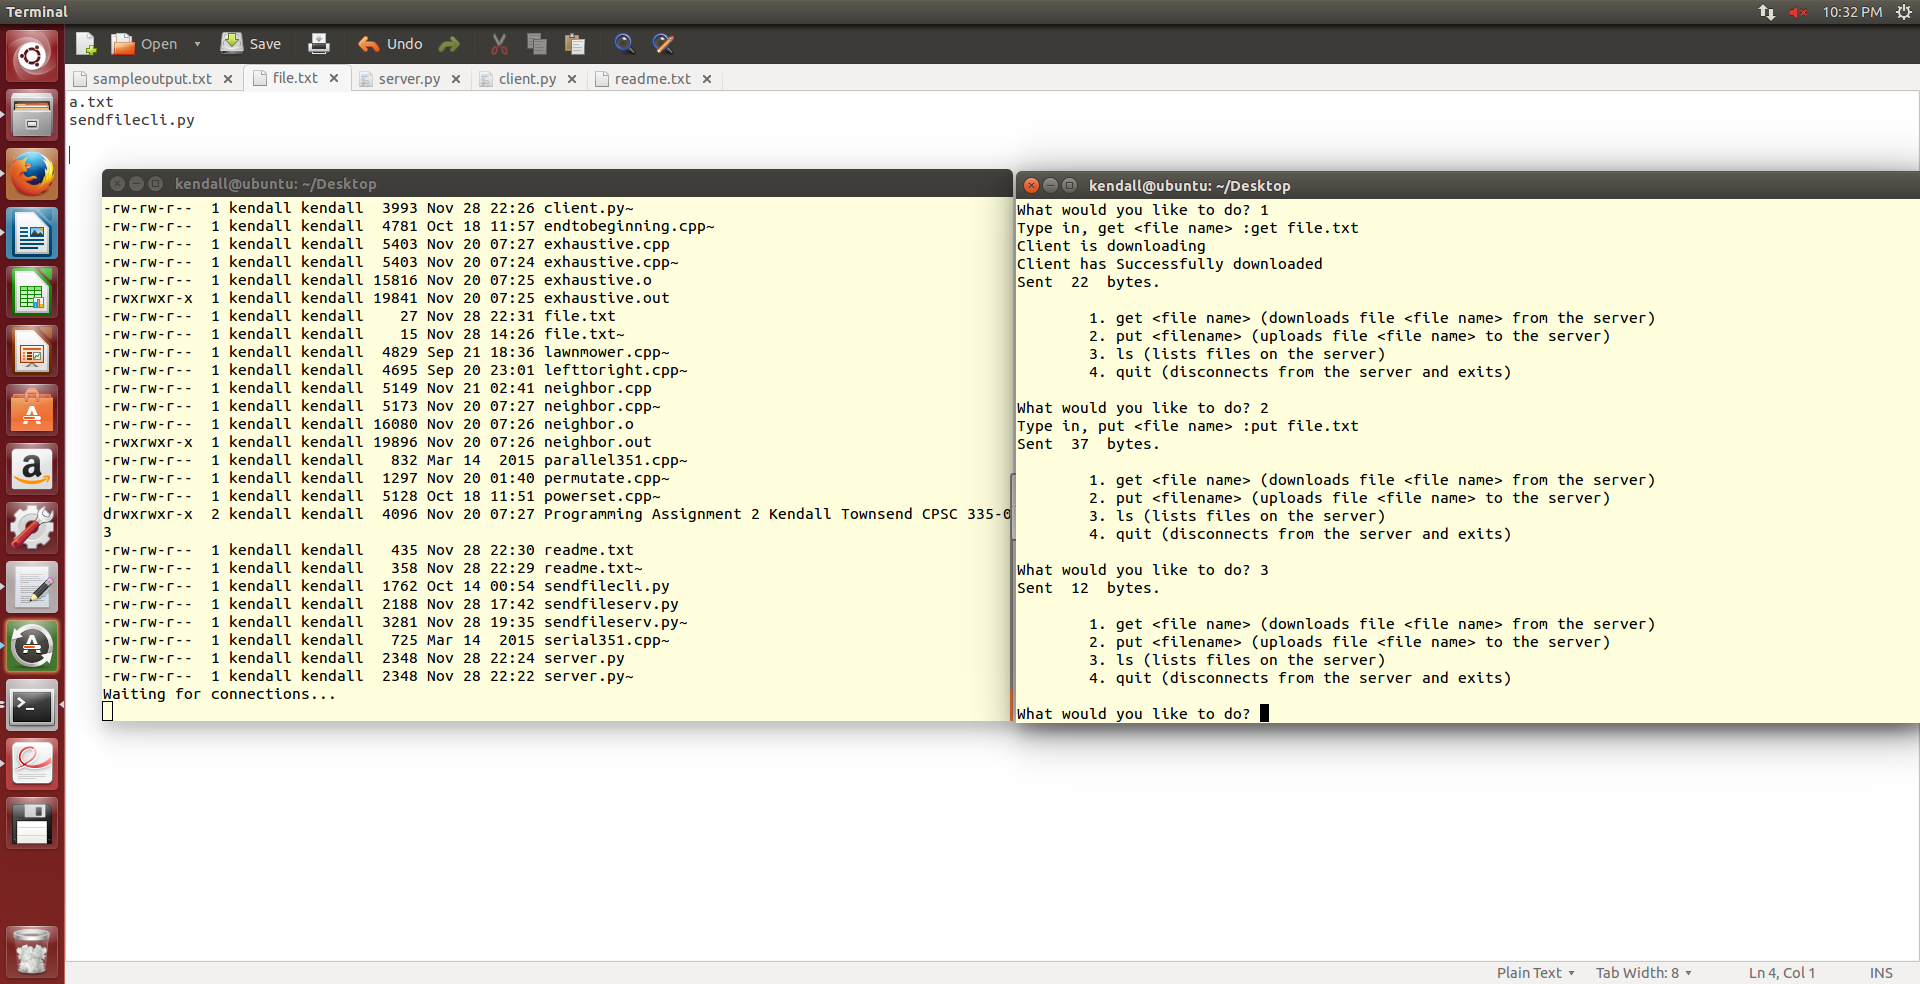 Terminal
10:32 PM
Open Save Undo
sampleoutput.txt file.txt server.py client.py readme.txt
a.txt
sendfilecli.py
kendall@ubuntu: ~/Desktop
-rw-rw-r--  1 kendall kendall  3993 Nov 28 22:26 client.py~
-rw-rw-r--  1 kendall kendall  4781 Oct 18 11:57 endtobeginning.cpp~
-rw-rw-r--  1 kendall kendall  5403 Nov 20 07:27 exhaustive.cpp
-rw-rw-r--  1 kendall kendall  5403 Nov 20 07:24 exhaustive.cpp~
-rw-rw-r--  1 kendall kendall 15816 Nov 20 07:25 exhaustive.o
-rwxrwxr-x  1 kendall kendall 19841 Nov 20 07:25 exhaustive.out
-rw-rw-r--  1 kendall kendall    27 Nov 28 22:31 file.txt
-rw-rw-r--  1 kendall kendall    15 Nov 28 14:26 file.txt~
-rw-rw-r--  1 kendall kendall  4829 Sep 21 18:36 lawnmower.cpp~
-rw-rw-r--  1 kendall kendall  4695 Sep 20 23:01 lefttoright.cpp~
-rw-rw-r--  1 kendall kendall  5149 Nov 21 02:41 neighbor.cpp
-rw-rw-r--  1 kendall kendall  5173 Nov 20 07:27 neighbor.cpp~
-rw-rw-r--  1 kendall kendall 16080 Nov 20 07:26 neighbor.o
-rwxrwxr-x  1 kendall kendall 19896 Nov 20 07:26 neighbor.out
-rw-rw-r--  1 kendall kendall   832 Mar 14  2015 parallel351.cpp~
-rw-rw-r--  1 kendall kendall  1297 Nov 20 01:40 permutate.cpp~
-rw-rw-r--  1 kendall kendall  5128 Oct 18 11:51 powerset.cpp~
drwxrwxr-x  2 kendall kendall  4096 Nov 20 07:27 Programming Assignment 2 Kendall Townsend CPSC 335-0
3
-rw-rw-r--  1 kendall kendall   435 Nov 28 22:30 readme.txt
-rw-rw-r--  1 kendall kendall   358 Nov 28 22:29 readme.txt~
-rw-rw-r--  1 kendall kendall  1762 Oct 14 00:54 sendfilecli.py
-rw-rw-r--  1 kendall kendall  2188 Nov 28 17:42 sendfileserv.py
-rw-rw-r--  1 kendall kendall  3281 Nov 28 19:35 sendfileserv.py~
-rw-rw-r--  1 kendall kendall   725 Mar 14  2015 serial351.cpp~
-rw-rw-r--  1 kendall kendall  2348 Nov 28 22:24 server.py
-rw-rw-r--  1 kendall kendall  2348 Nov 28 22:22 server.py~
Waiting for connections...
kendall@ubuntu: ~/Desktop
What would you like to do? 1
Type in, get <file name> :get file.txt
Client is downloading
Client has Successfully downloaded
Sent  22  bytes.
1. get <file name> (downloads file <file name> from the server)
2. put <filename> (uploads file <file name> to the server)
3. ls (lists files on the server)
4. quit (disconnects from the server and exits)
What would you like to do? 2
Type in, put <file name> :put file.txt
Sent  37  bytes.
1. get <file name> (downloads file <file name> from the server)
2. put <filename> (uploads file <file name> to the server)
3. ls (lists files on the server)
4. quit (disconnects from the server and exits)
What would you like to do? 3
Sent  12  bytes.
1. get <file name> (downloads file <file name> from the server)
2. put <filename> (uploads file <file name> to the server)
3. ls (lists files on the server)
4. quit (disconnects from the server and exits)
What would you like to do?
Plain Text Tab Width: 8 Ln 4, Col 1 INS